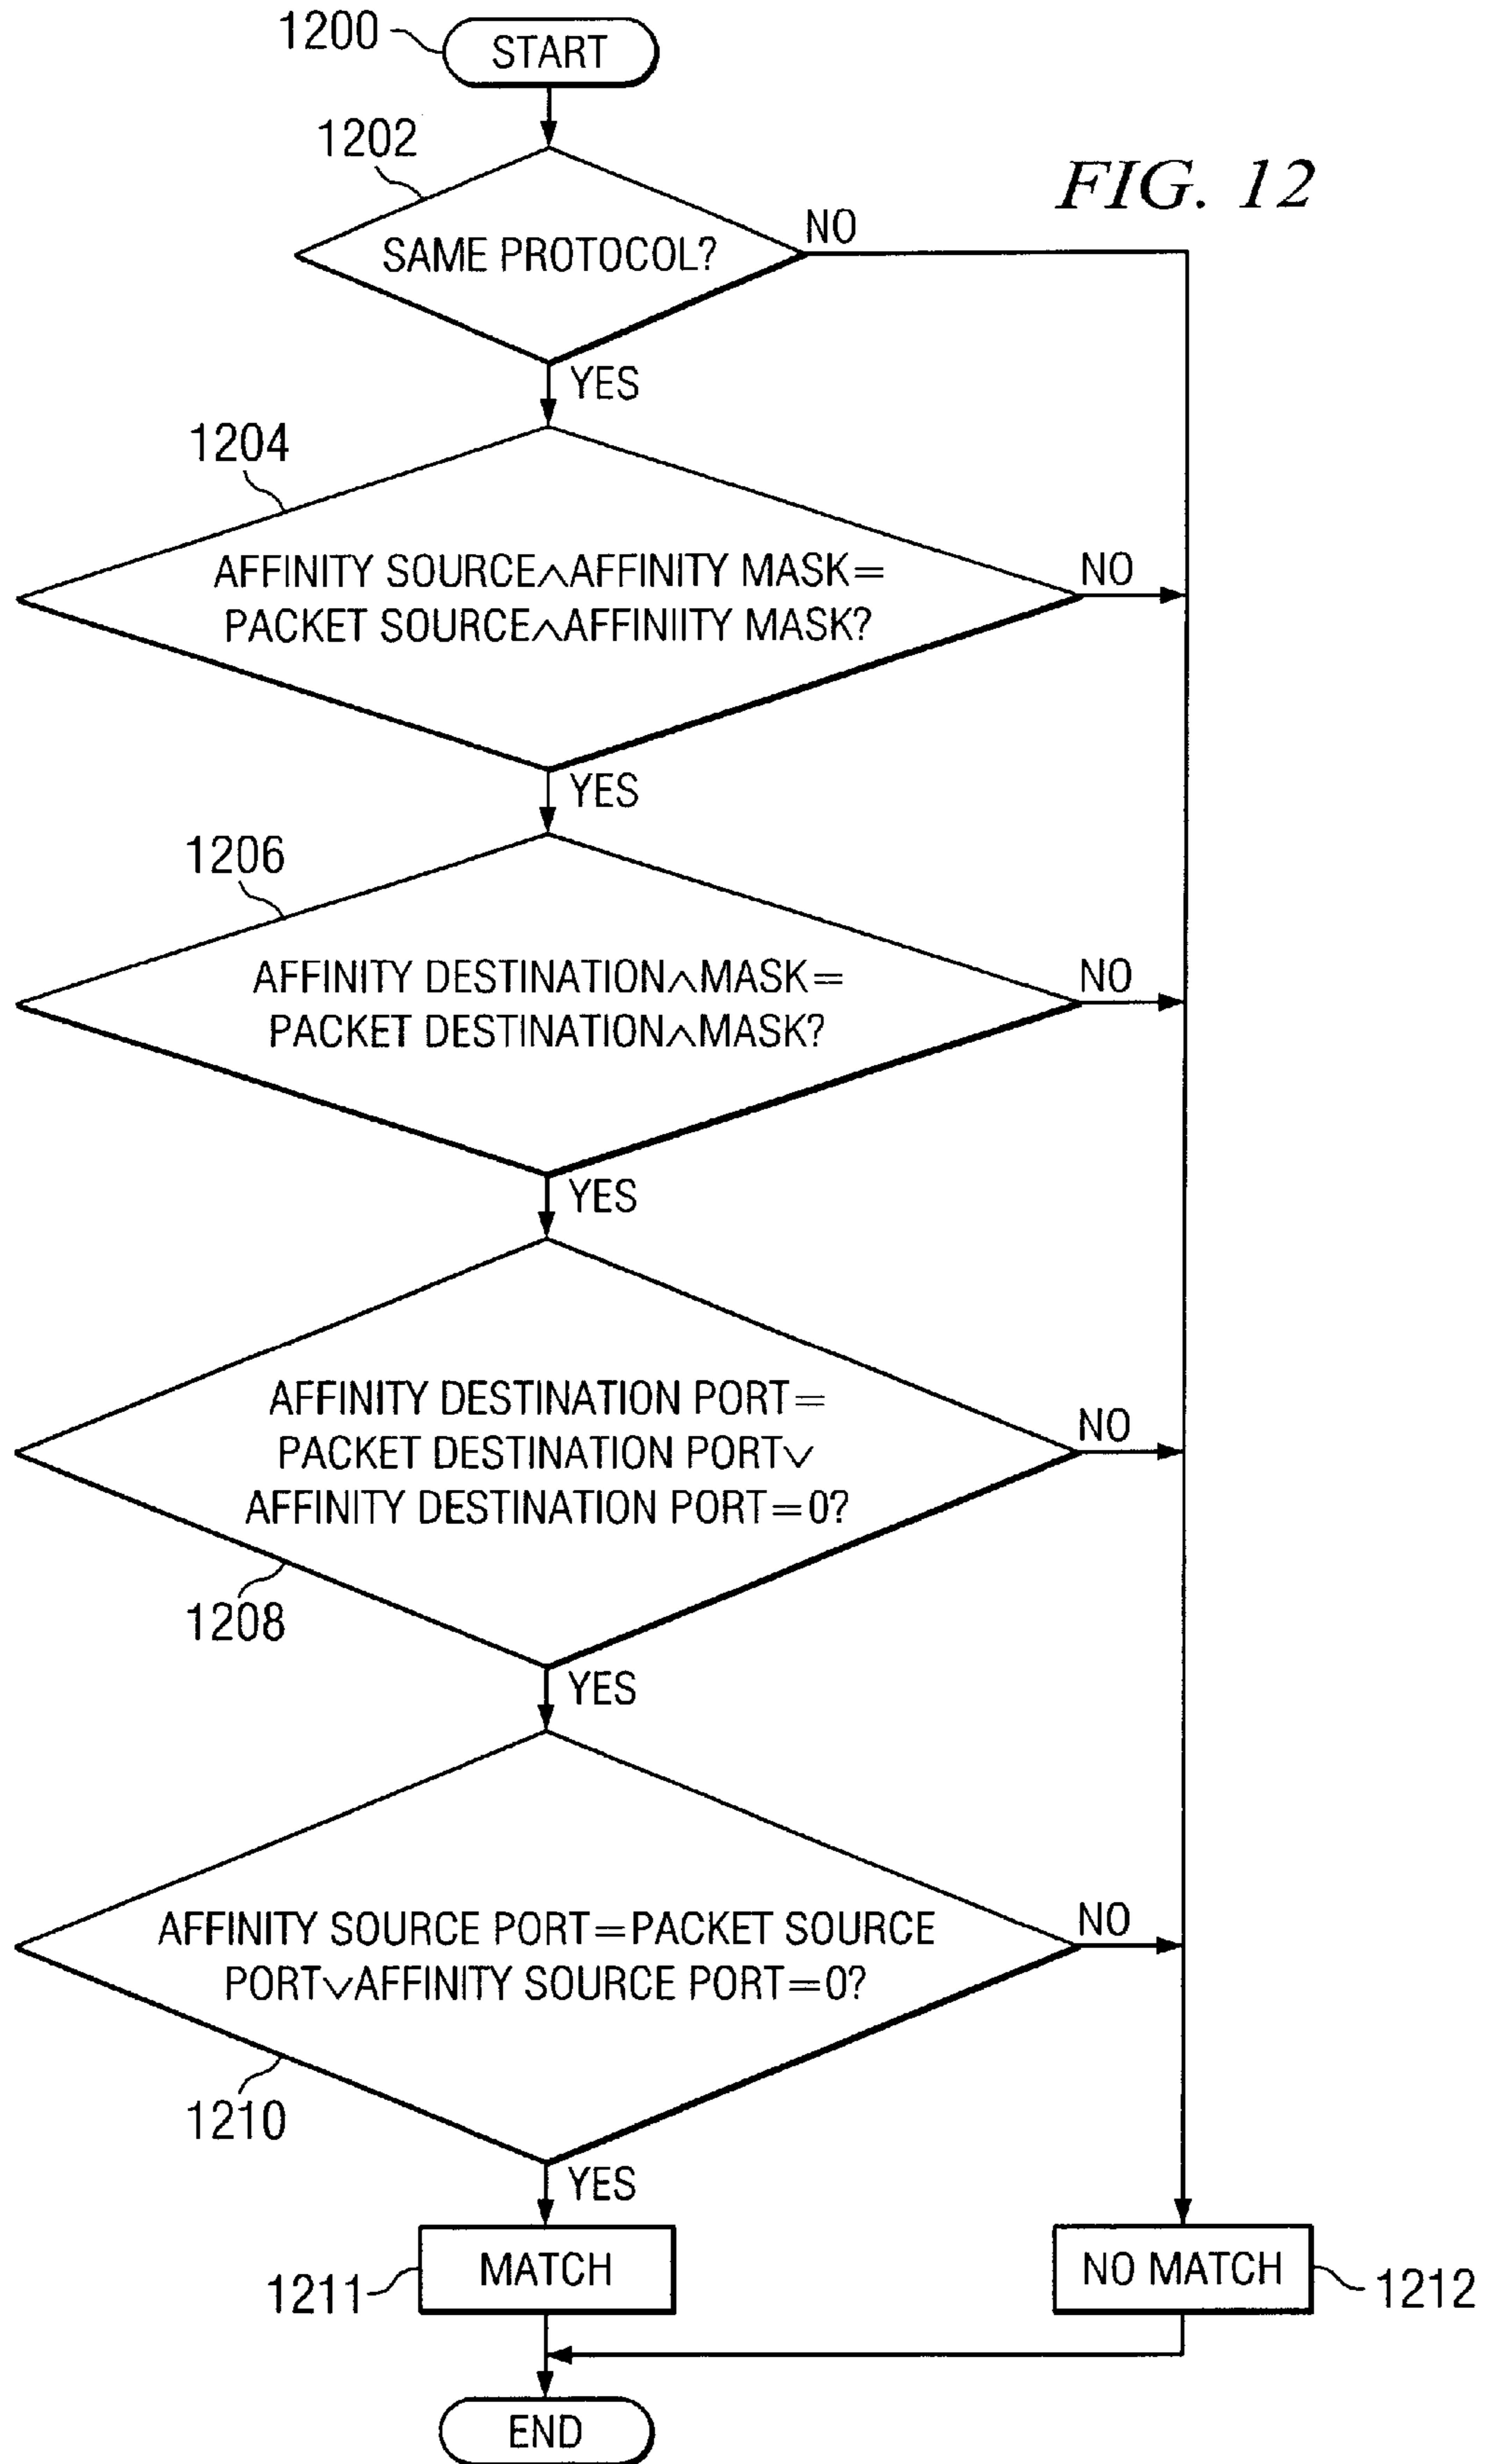 1200
START
1202
FIG. 12
SAME PROTOCOL?
NO
YES
1204
AFFINITY SOURCE∧AFFINITY MASK=
PACKET SOURCE∧AFFINIITY MASK?
NO
YES
1206
AFFINITY DESTINATION∧MASK=
PACKET DESTINATION∧MASK?
NO
YES
AFFINITY DESTINATION PORT=
PACKET DESTINATION PORT∨
AFFINITY DESTINATION PORT=0?
NO
1208
YES
AFFINITY SOURCE PORT=PACKET SOURCE
PORT∨AFFINITY SOURCE PORT=0?
NO
1210
YES
MATCH
1211
NO MATCH
1212
END